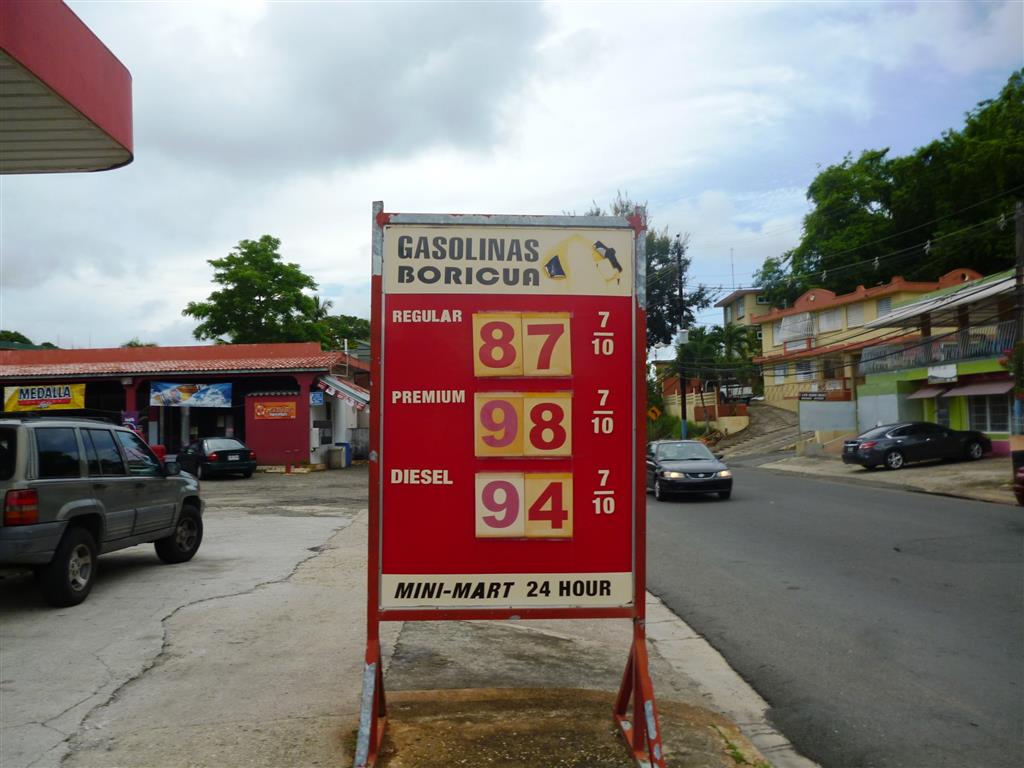 GASOLINAS
BORICUA
REGULAR 87 7/10
PREMIUM 98 7/10
DIESEL 94 7/10
MINI-MART 24 HOUR
MEDALLA